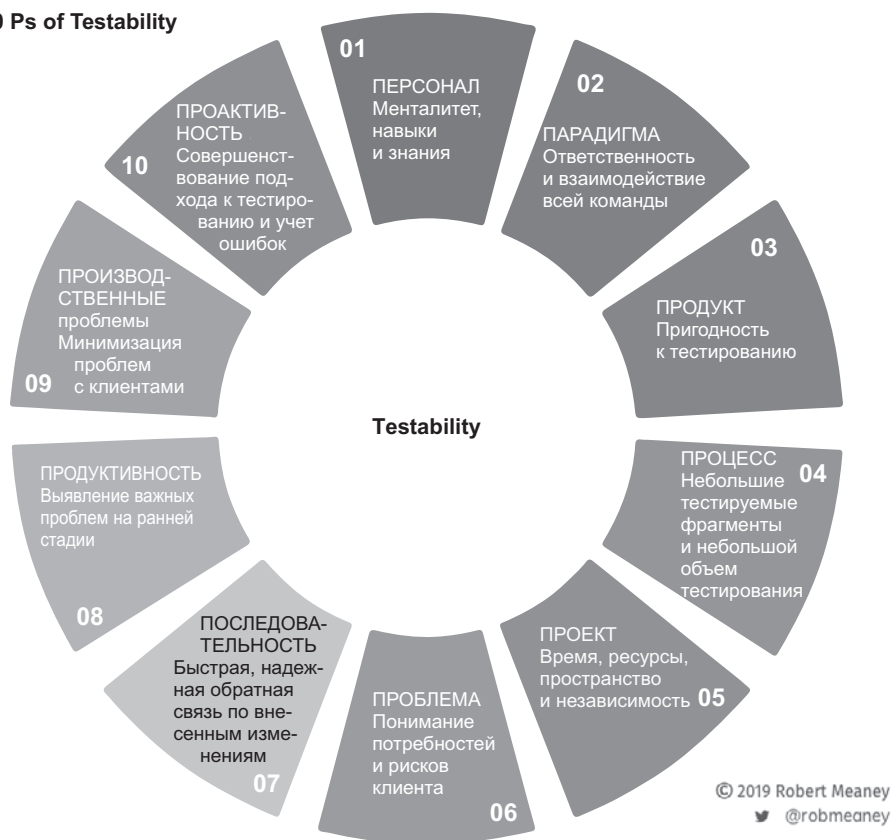 0 Ps of Testability
01
ПЕРСОНАЛ
Менталитет,
навыки
и знания
02
ПАРАДИГМА
Ответственность
и взаимодействие
всей команды
03
ПРОДУКТ
Пригодность
к тестированию
ПРОЦЕСС
04
Небольшие
тестируемые
фрагменты
и небольшой
объем
тестирования
ПРОЕКТ
Время, ресурсы,
пространство
и независимость
05
ПРОБЛЕМА
Понимание
потребностей
и рисков
клиента
06
ПОСЛЕДОВА-
ТЕЛЬНОСТЬ
Быстрая, надеж-
ная обратная
связь по вне-
сенным изме-
нениям
07
ПРОДУКТИВНОСТЬ
Выявление важных
проблем на ранней
стадии
08
ПРОИЗВОД-
СТВЕННЫЕ
проблемы
Минимизация
проблем
с клиентами
09
ПРОАКТИВ-
НОСТЬ
Совершенст-
вование под-
хода к тестиро-
ванию и учет
ошибок
10
Testability
© 2019 Robert Meaney
@robmeaney